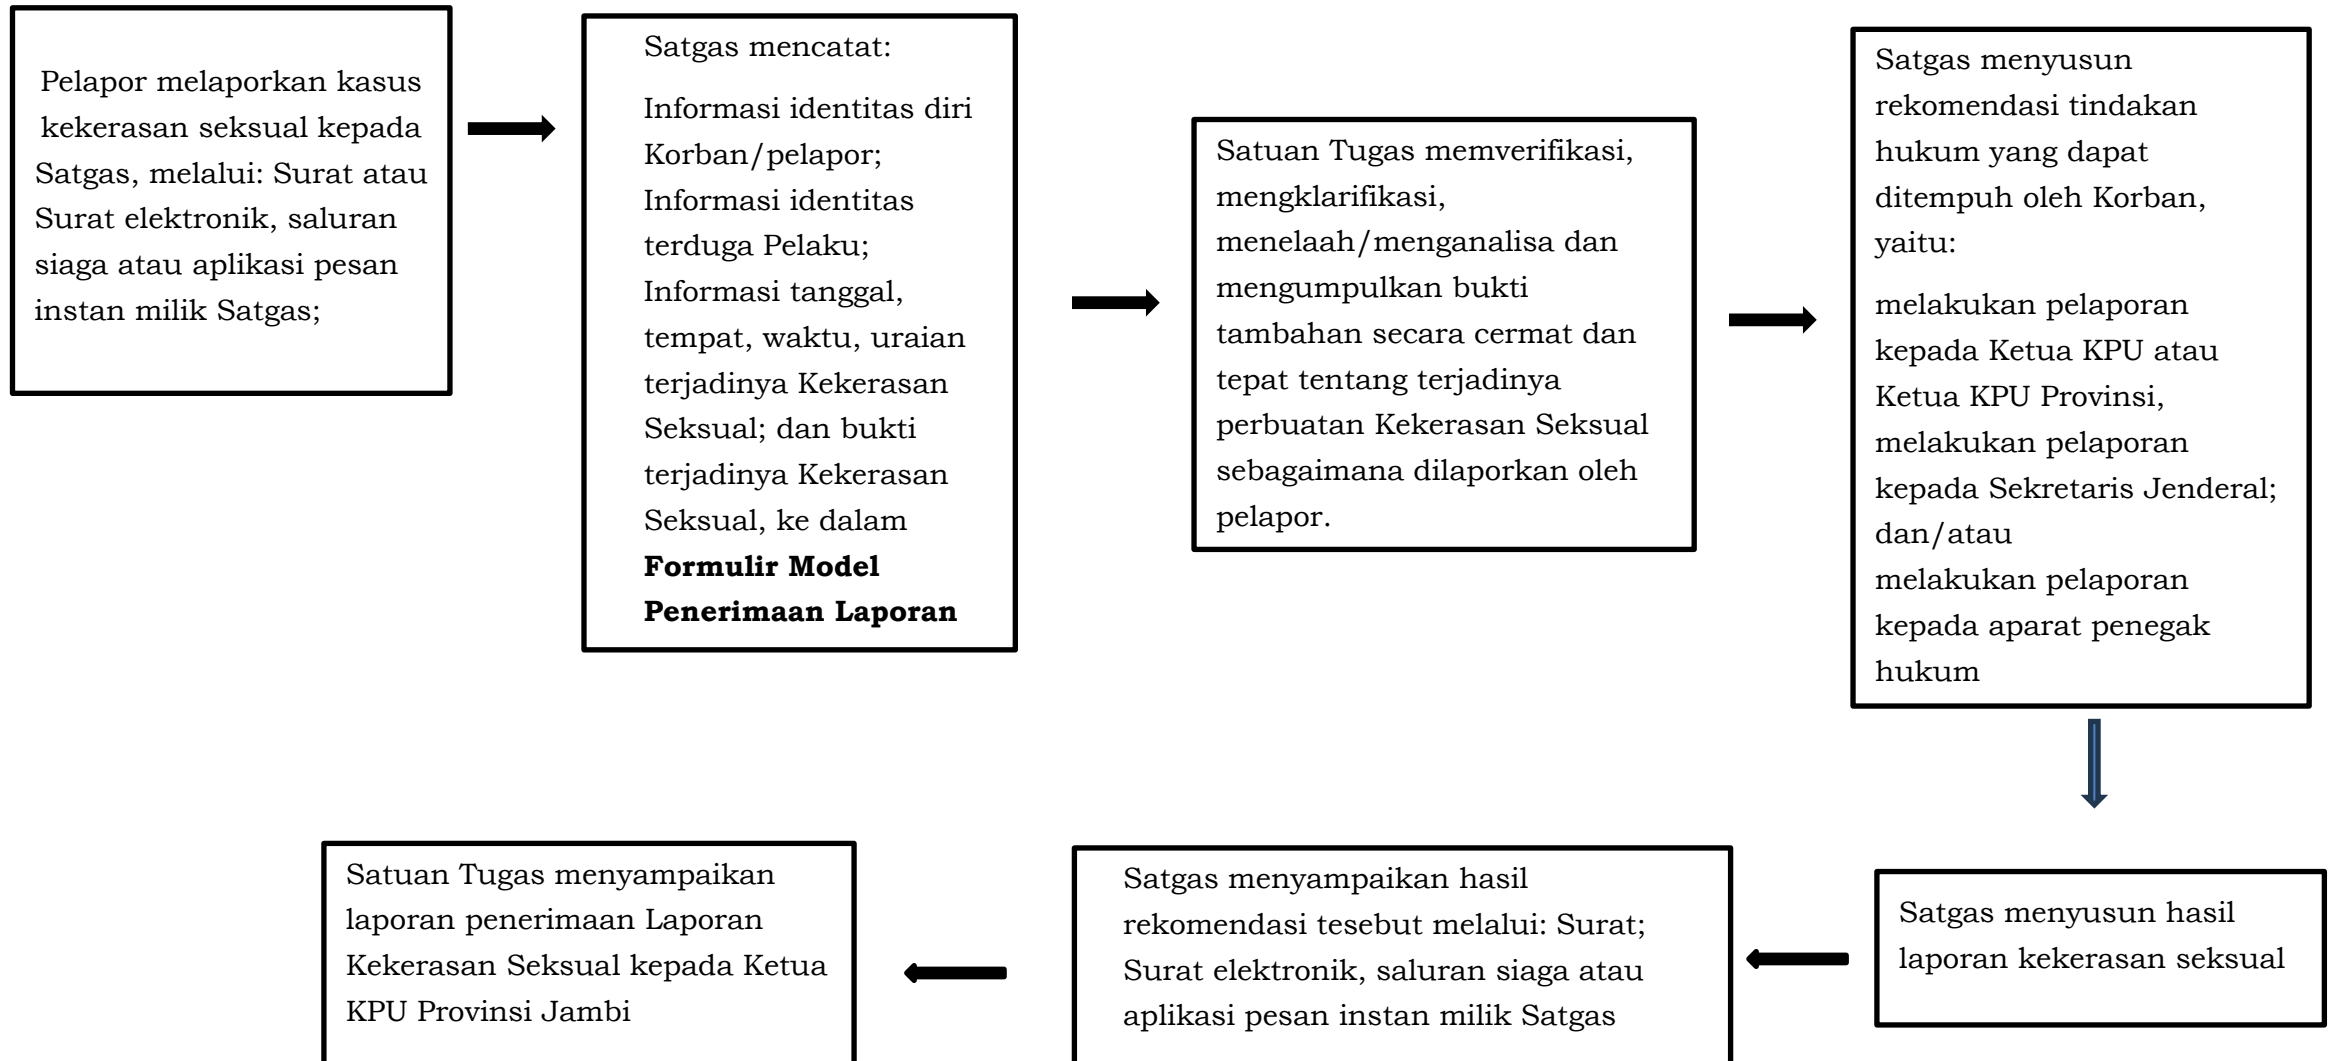 Pelapor melaporkan kasus
kekerasan seksual kepada
Satgas, melalui: Surat atau
Surat elektronik, saluran
siaga atau aplikasi pesan
instan milik Satgas;
Satgas mencatat:
Informasi identitas diri
Korban/pelapor;
Informasi identitas
terduga Pelaku;
Informasi tanggal,
tempat, waktu, uraian
terjadinya Kekerasan
Seksual; dan bukti
terjadinya Kekerasan
Seksual, ke dalam
Formulir Model
Penerimaan Laporan
Satuan Tugas memverifikasi,
mengklarifikasi,
menelaah/menganalisa dan
mengumpulkan bukti
tambahan secara cermat dan
tepat tentang terjadinya
perbuatan Kekerasan Seksual
sebagaimana dilaporkan oleh
pelapor.
Satgas menyusun
rekomendasi tindakan
hukum yang dapat
ditempuh oleh Korban,
yaitu:
melakukan pelaporan
kepada Ketua KPU atau
Ketua KPU Provinsi,
melakukan pelaporan
kepada Sekretaris Jenderal;
dan/atau
melakukan pelaporan
kepada aparat penegak
hukum
Satgas menyusun hasil
laporan kekerasan seksual
Satgas menyampaikan hasil
rekomendasi tesebut melalui: Surat;
Surat elektronik, saluran siaga atau
aplikasi pesan instan milik Satgas
Satuan Tugas menyampaikan
laporan penerimaan Laporan
Kekerasan Seksual kepada Ketua
KPU Provinsi Jambi